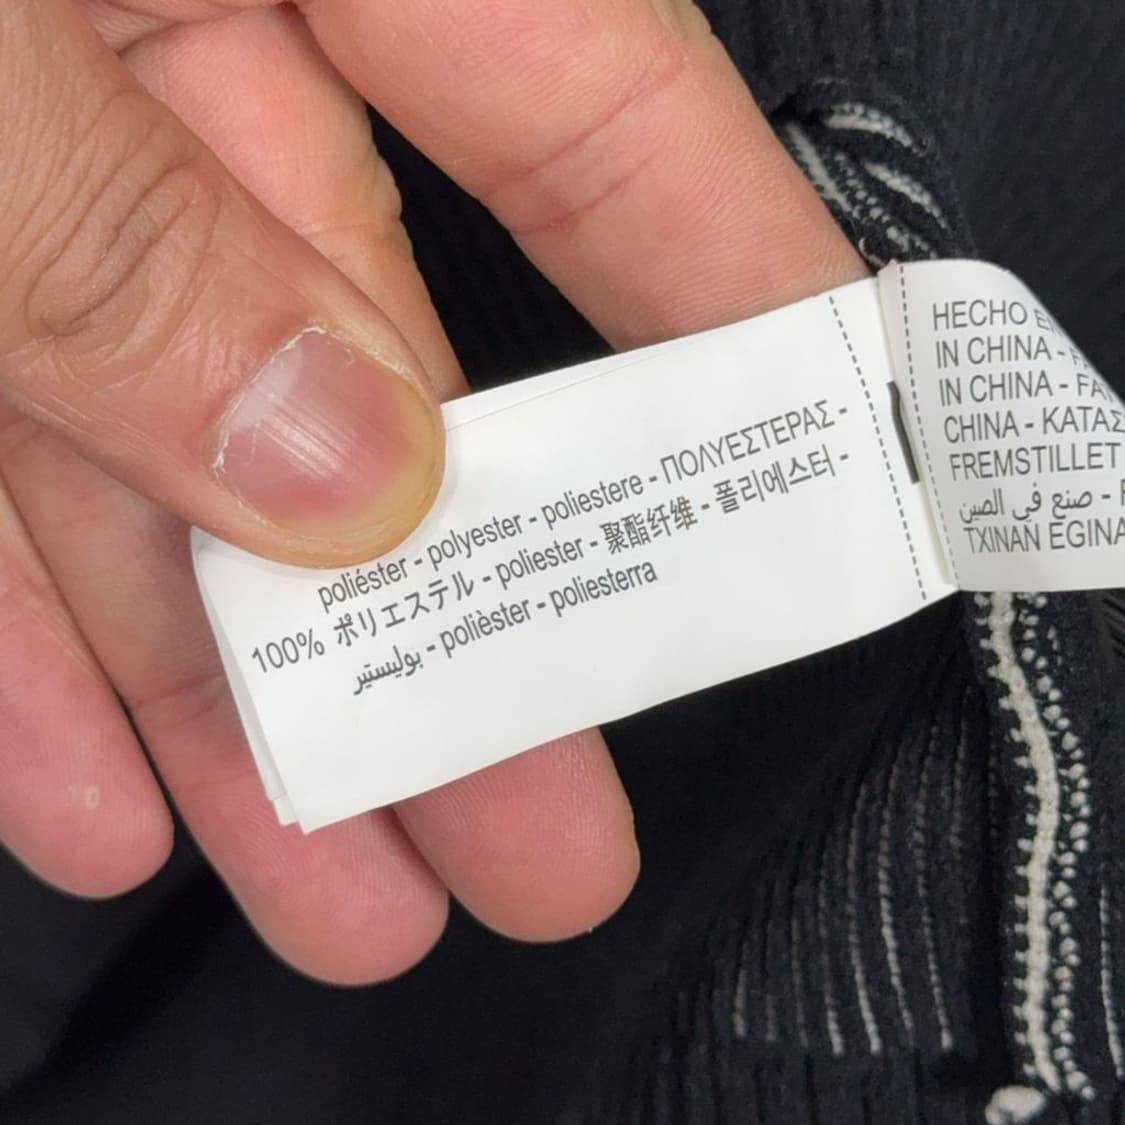 poliéster - polyester - poliestere - ΠΟΛΥΕΣΤΕΡΑΣ -
100% ポリエステル - poliester - 聚酯纤维 - 폴리에스터 -
بوليستير - polièster - poliesterra
HECHO
IN CHINA -
IN CHINA -
CHINA -
FREMSTILLET
صنع في الصين -
TXINAN EGINA